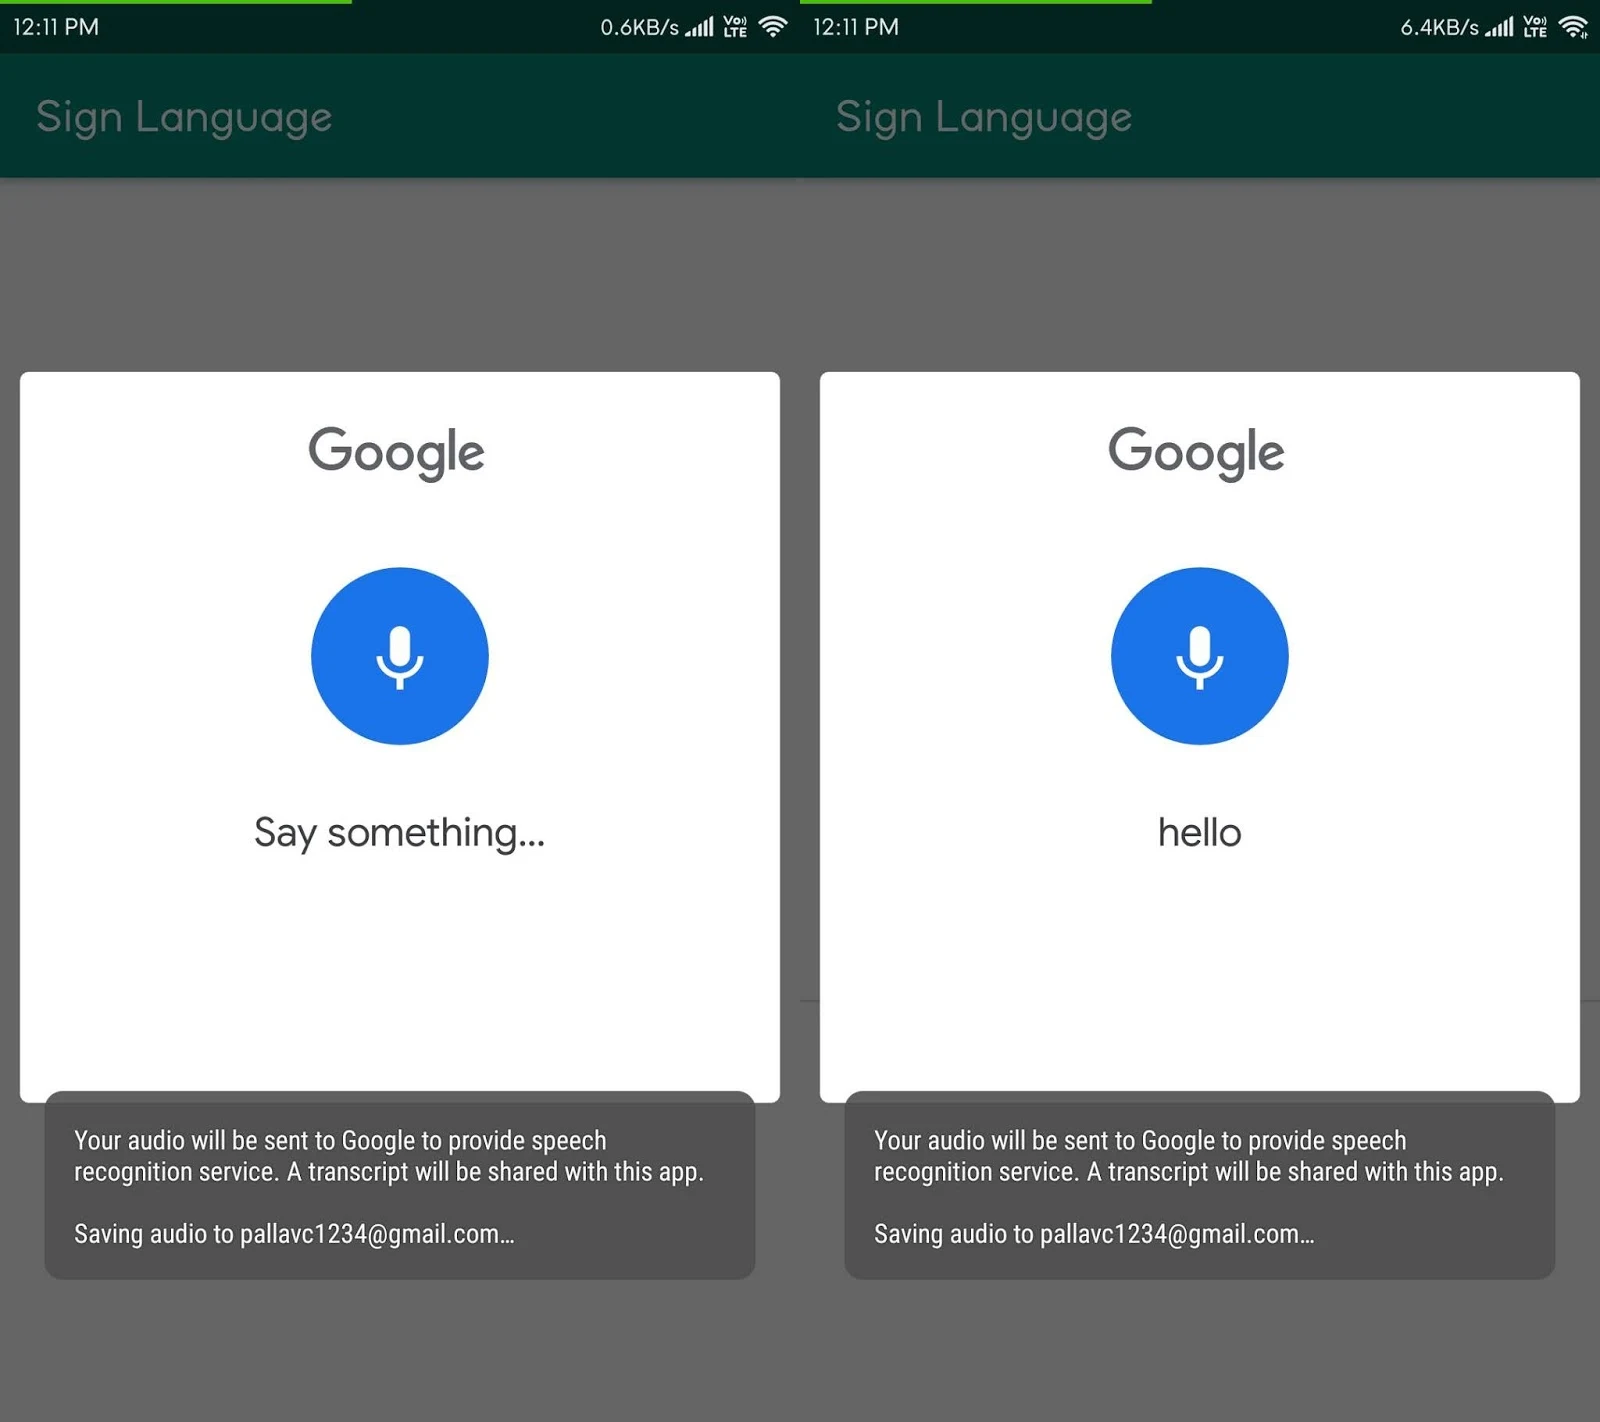 12:11 PM
0.6KB/s Vo) LTE
Sign Language
Google
Say something...
Your audio will be sent to Google to provide speech
recognition service. A transcript will be shared with this app.
Saving audio to pallavc1234@gmail.com...
12:11 PM
6.4KB/s Vo) LTE
Sign Language
Google
hello
Your audio will be sent to Google to provide speech
recognition service. A transcript will be shared with this app.
Saving audio to pallavc1234@gmail.com...